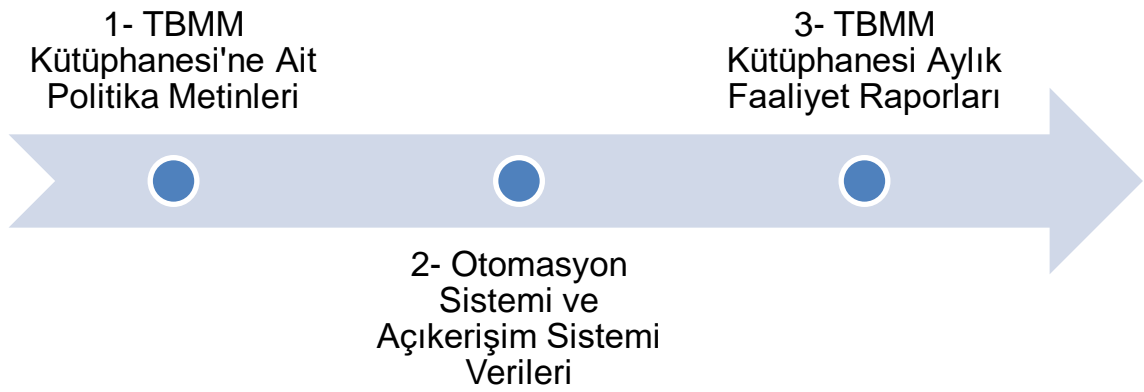 1- TBMM
Kütüphanesi'ne Ait
Politika Metinleri
2- Otomasyon
Sistemi ve
Açıkerişim Sistemi
Verileri
3- TBMM
Kütüphanesi Aylık
Faaliyet Raporları